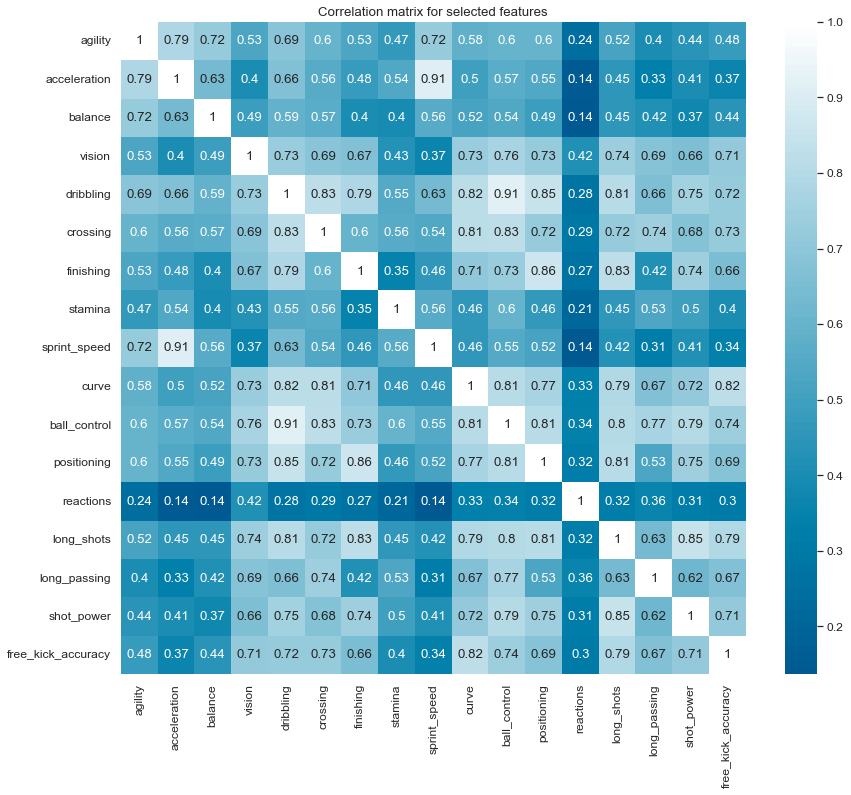 Correlation matrix for selected features
agility 1 0.79 0.72 0.53 0.69 0.6 0.53 0.47 0.72 0.58 0.6 0.6 0.24 0.52 0.4 0.44 0.48
acceleration 0.79 1 0.63 0.4 0.66 0.56 0.48 0.54 0.91 0.5 0.57 0.55 0.14 0.45 0.33 0.41 0.37
balance 0.72 0.63 1 0.49 0.59 0.57 0.4 0.4 0.56 0.52 0.54 0.49 0.14 0.45 0.42 0.37 0.44
vision 0.53 0.4 0.49 1 0.73 0.69 0.67 0.43 0.37 0.73 0.76 0.73 0.42 0.74 0.69 0.66 0.71
dribbling 0.69 0.66 0.59 0.73 1 0.83 0.79 0.55 0.63 0.82 0.91 0.85 0.28 0.81 0.66 0.75 0.72
crossing 0.6 0.56 0.57 0.69 0.83 1 0.6 0.56 0.54 0.81 0.83 0.72 0.29 0.72 0.74 0.68 0.73
finishing 0.53 0.48 0.4 0.67 0.79 0.6 1 0.35 0.46 0.71 0.73 0.86 0.27 0.83 0.42 0.74 0.66
stamina 0.47 0.54 0.4 0.43 0.55 0.56 0.35 1 0.56 0.46 0.6 0.46 0.21 0.45 0.53 0.5 0.4
sprint_speed 0.72 0.91 0.56 0.37 0.63 0.54 0.46 0.56 1 0.46 0.55 0.52 0.14 0.42 0.31 0.41 0.34
curve 0.58 0.5 0.52 0.73 0.82 0.81 0.71 0.46 0.46 1 0.81 0.77 0.33 0.79 0.67 0.72 0.82
ball_control 0.6 0.57 0.54 0.76 0.91 0.83 0.73 0.6 0.55 0.81 1 0.81 0.34 0.8 0.77 0.79 0.74
positioning 0.6 0.55 0.49 0.73 0.85 0.72 0.86 0.46 0.52 0.77 0.81 1 0.32 0.81 0.53 0.75 0.69
reactions 0.24 0.14 0.14 0.42 0.28 0.29 0.27 0.21 0.14 0.33 0.34 0.32 1 0.32 0.36 0.31 0.3
long_shots 0.52 0.45 0.45 0.74 0.81 0.72 0.83 0.45 0.42 0.79 0.8 0.81 0.32 1 0.63 0.85 0.79
long_passing 0.4 0.33 0.42 0.69 0.66 0.74 0.42 0.53 0.31 0.67 0.77 0.53 0.36 0.63 1 0.62 0.67
shot_power 0.44 0.41 0.37 0.66 0.75 0.68 0.74 0.5 0.41 0.72 0.79 0.75 0.31 0.85 0.62 1 0.71
free_kick_accuracy 0.48 0.37 0.44 0.71 0.72 0.73 0.66 0.4 0.34 0.82 0.74 0.69 0.3 0.79 0.67 0.71 1
agility
acceleration
balance
vision
dribbling
crossing
finishing
stamina
sprint_speed
curve
ball_control
positioning
reactions
long_shots
long_passing
shot_power
free_kick_accuracy
1.0
0.9
0.8
0.7
0.6
0.5
0.4
0.3
0.2